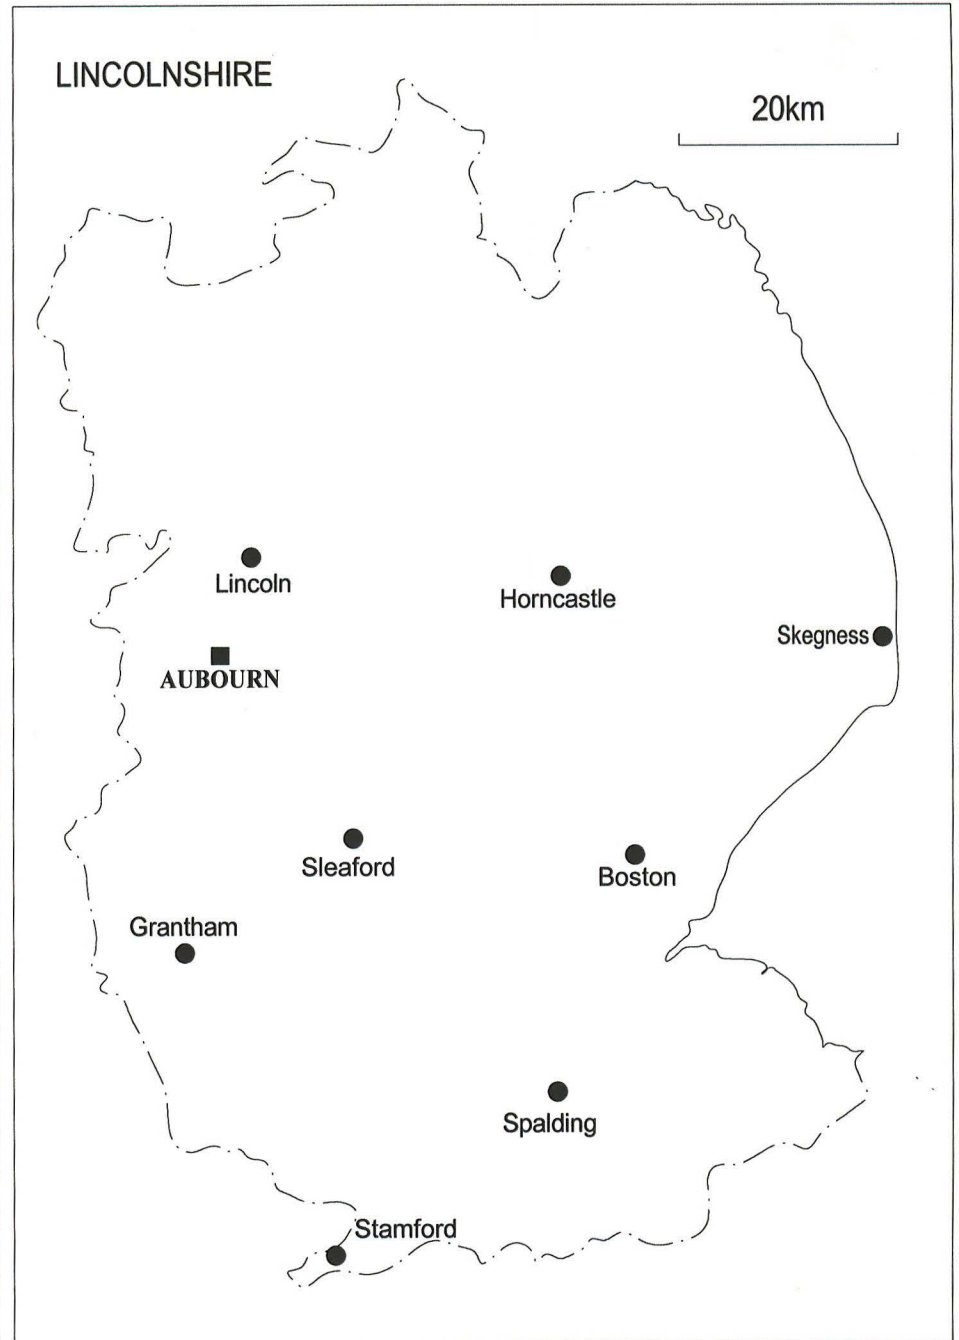 LINCOLNSHIRE
20km
Lincoln
Horncastle
Skegness
AUBOURN
Sleaford
Boston
Grantham
Spalding
Stamford